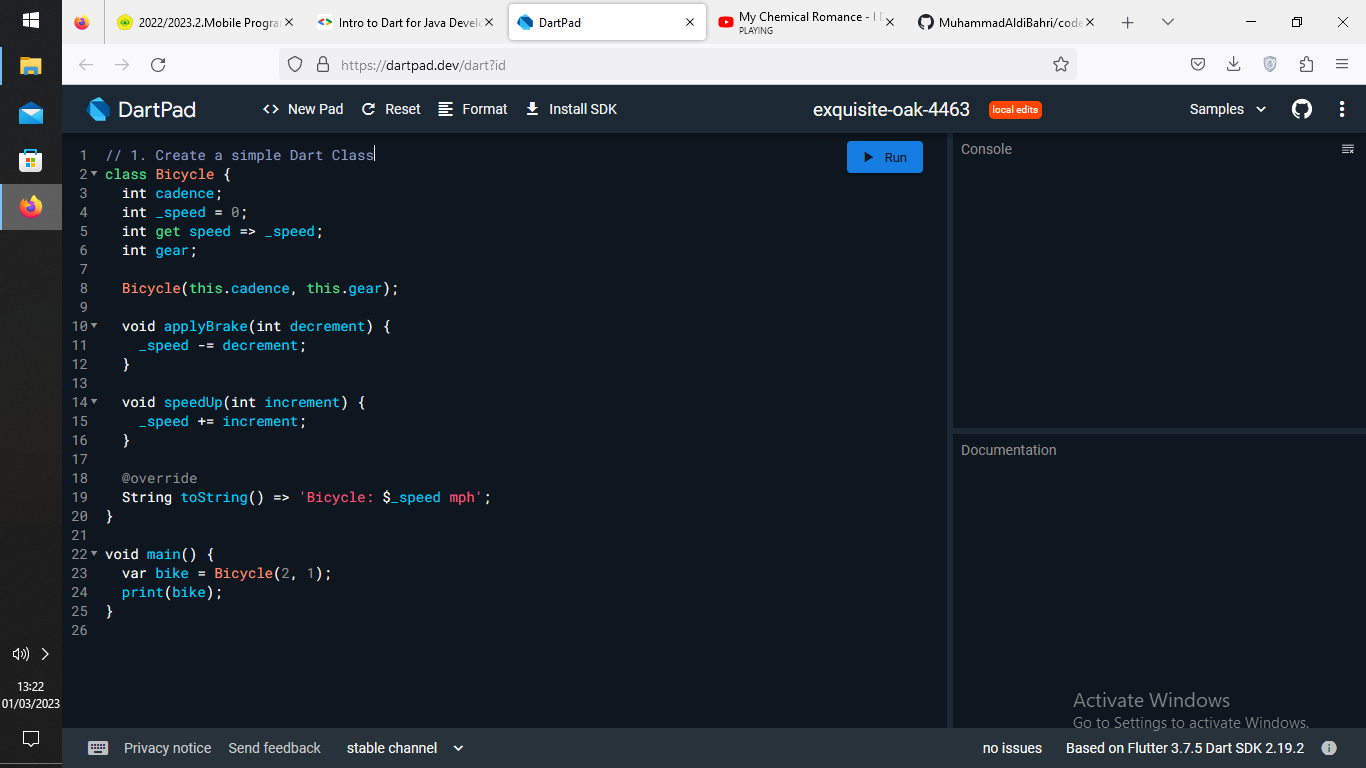 2022/2023.2.Mobile Progra
Intro to Dart for Java Develo
DartPad
My Chemical Romance - I D
PLAYING
MuhammadAldiBahri/code
https://dartpad.dev/dart?id
DartPad
<> New Pad
Reset
Format
Install SDK
exquisite-oak-4463
local edits
Samples
1 // 1. Create a simple Dart Class
2 class Bicycle {
3 int cadence;
4 int _speed = 0;
5 int get speed => _speed;
6 int gear;
7
8 Bicycle(this.cadence, this.gear);
9
10 void applyBrake(int decrement) {
11 _speed -= decrement;
12 }
13
14 void speedUp(int increment) {
15 _speed += increment;
16 }
17
18 @override
19 String toString() => 'Bicycle: $_speed mph';
20 }
21
22 void main() {
23 var bike = Bicycle(2, 1);
24 print(bike);
25 }
26
Run
Console
Documentation
Activate Windows
Go to Settings to activate Windows.
13:22
01/03/2023
Privacy notice
Send feedback
stable channel
no issues
Based on Flutter 3.7.5 Dart SDK 2.19.2